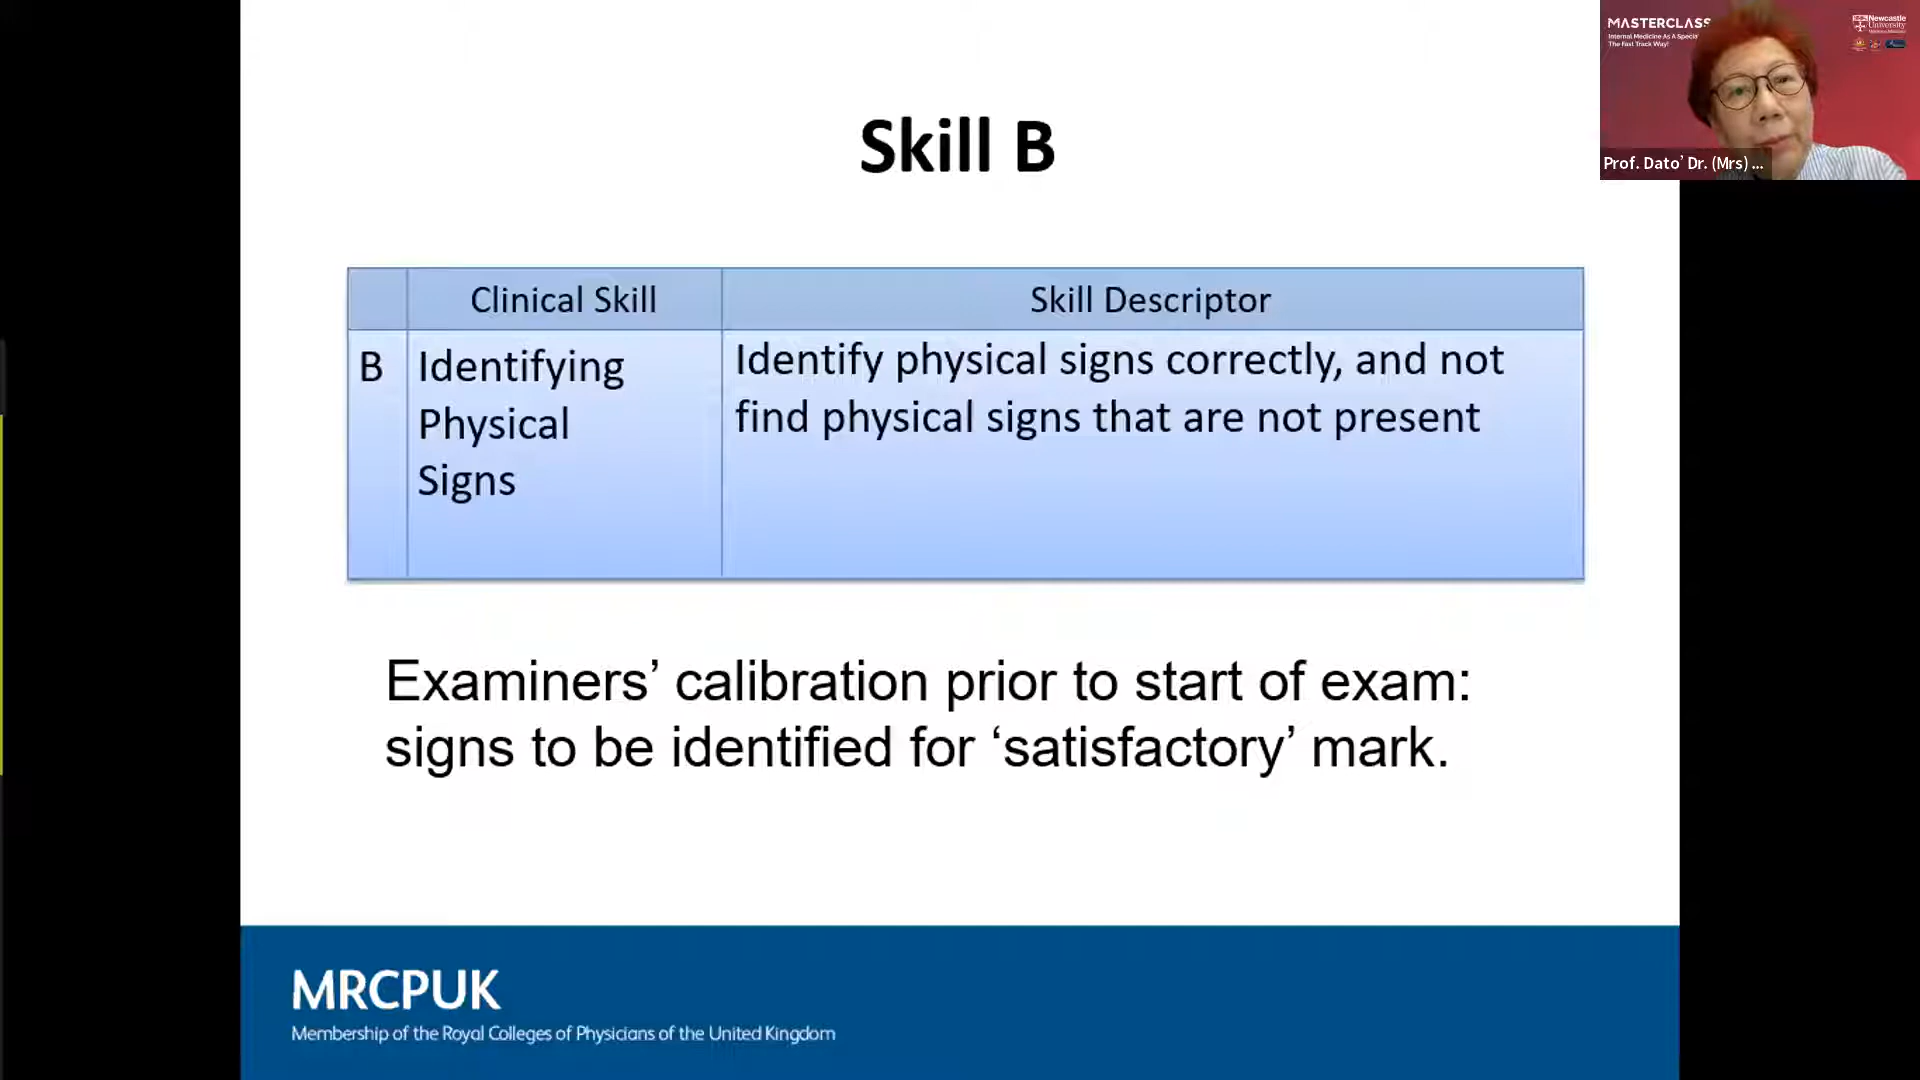 MASTERCLASS
Internal Medicine As A Specia
The Fast Track Way!
Newcastle
University
Prof. Dato’ Dr. (Mrs) ...
Skill B
Clinical Skill
Skill Descriptor
B
Identifying
Physical
Signs
Identify physical signs correctly, and not
find physical signs that are not present
Examiners’ calibration prior to start of exam:
signs to be identified for ‘satisfactory’ mark.
MRCPUK
Membership of the Royal Colleges of Physicians of the United Kingdom